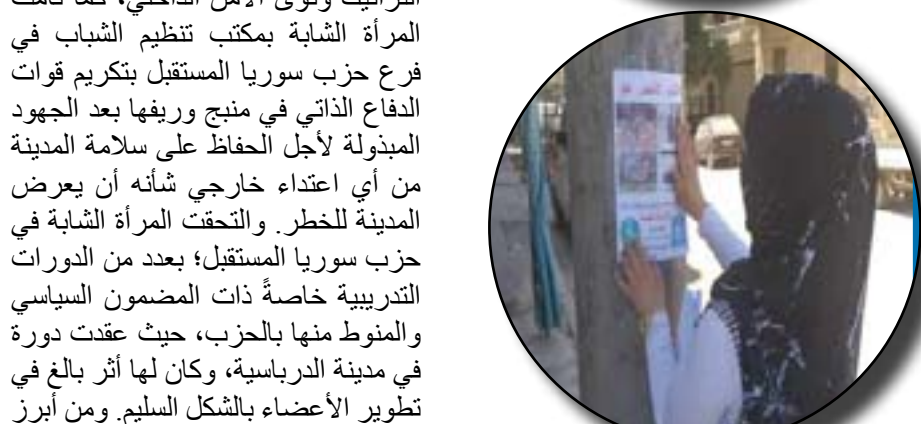 المرأة الشابة بمكتب تنظيم الشباب في
فرع حزب سوريا المستقبل بتكريم قوات
الدفاع الذاتي في منبج وريفها بعد الجهود
المبذولة لأجل الحفاظ على سلامة المدينة
من أي اعتداء خارجي شأنه أن يعرض
المدينة للخطر. والتحقت المرأة الشابة في
حزب سوريا المستقبل؛ بعدد من الدورات
التدريبية خاصةً ذات المضمون السياسي
والمنوط منها بالحزب، حيث عقدت دورة
في مدينة الدرباسية، وكان لها أثر بالغ في
تطوير الأعضاء بالشكل السليم. ومن أبرز